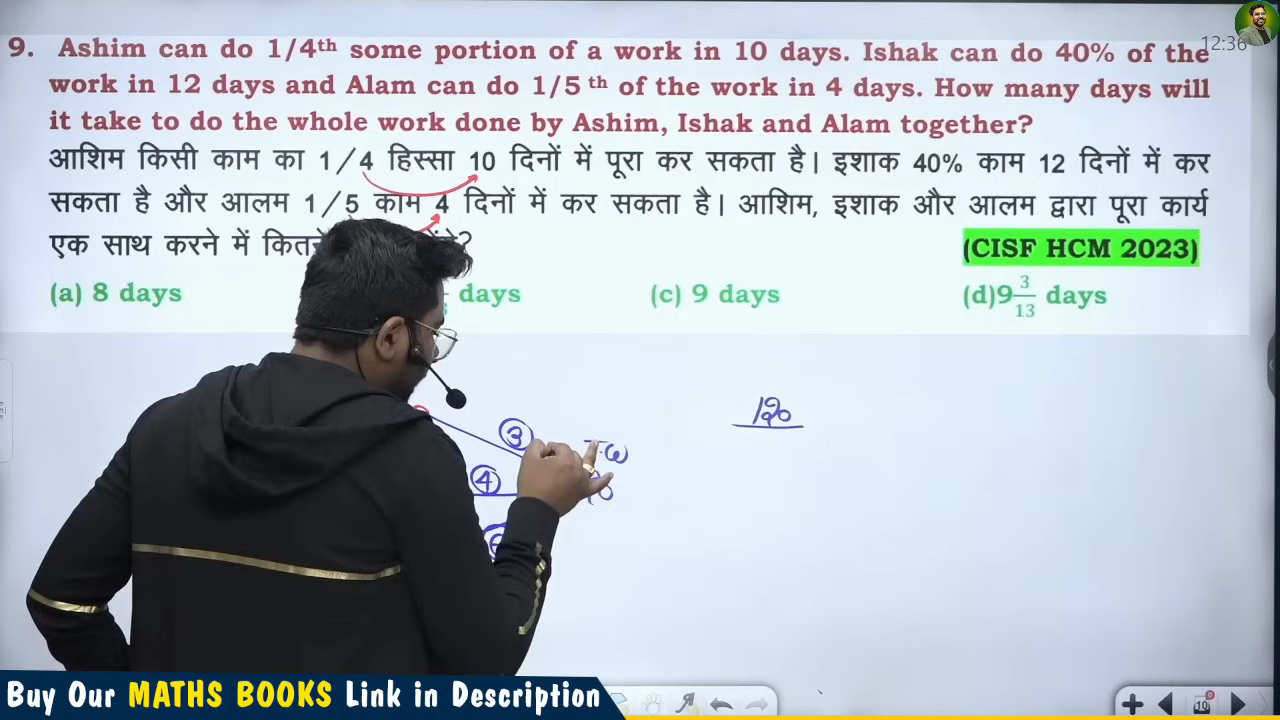 12:36
9. Ashim can do 1/4th some portion of a work in 10 days. Ishak can do 40% of the
work in 12 days and Alam can do 1/5 th of the work in 4 days. How many days will
it take to do the whole work done by Ashim, Ishak and Alam together?
आशिम किसी काम का 1/4 हिस्सा 10 दिनों में पूरा कर सकता है। इशाक 40% काम 12 दिनों में कर
सकता है और आलम 1/5 काम 4 दिनों में कर सकता है। आशिम, इशाक और आलम द्वारा पूरा कार्य
एक साथ करने में
(CISF HCM 2023)
(a) 8 days days (c) 9 days (d)9 3/13 days
120
3
4
Buy Our MATHS BOOKS Link in Description
10